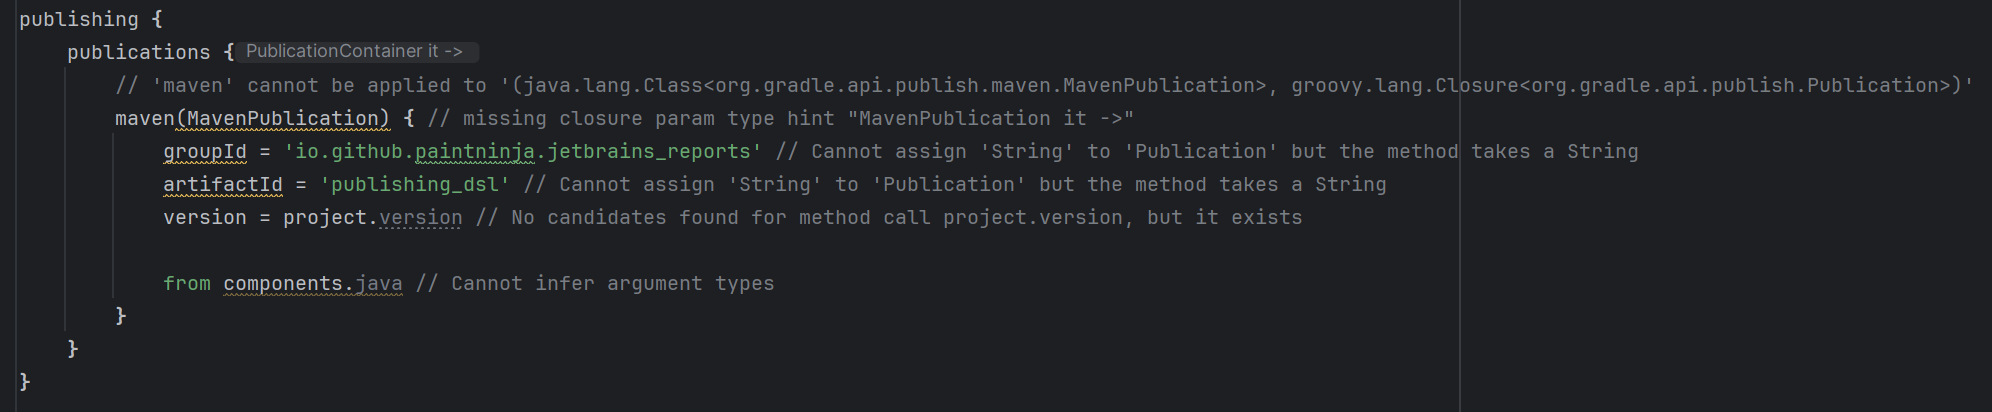 publishing {
publications { PublicationContainer it ->
// 'maven' cannot be applied to '(java.lang.Class<org.gradle.api.publish.maven.MavenPublication>, groovy.lang.Closure<org.gradle.api.publish.Publication>)'
maven(MavenPublication) { // missing closure param type hint "MavenPublication it ->"
groupId = 'io.github.paintninja.jetbrains_reports' // Cannot assign 'String' to 'Publication' but the method takes a String
artifactId = 'publishing_dsl' // Cannot assign 'String' to 'Publication' but the method takes a String
version = project.version // No candidates found for method call project.version, but it exists
from components.java // Cannot infer argument types
}
}
}